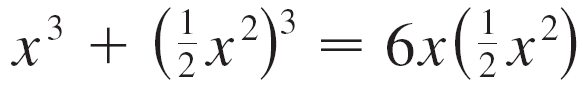 x³ + (½x²)³ = 6x(½x²)